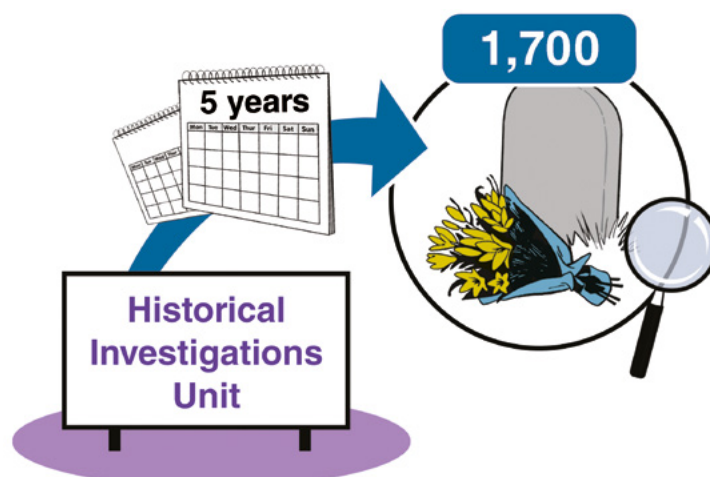 1,700
5 years
Mon Tue Wed Thur Fri Sat Sun
Historical
Investigations
Unit